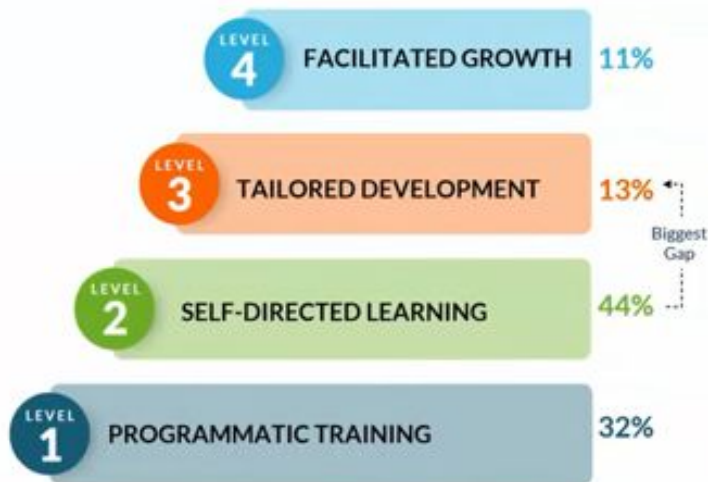 LEVEL
4
FACILITATED GROWTH
11%
LEVEL
3
TAILORED DEVELOPMENT
13%
Biggest
Gap
LEVEL
2
SELF-DIRECTED LEARNING
44%
LEVEL
1
PROGRAMMATIC TRAINING
32%